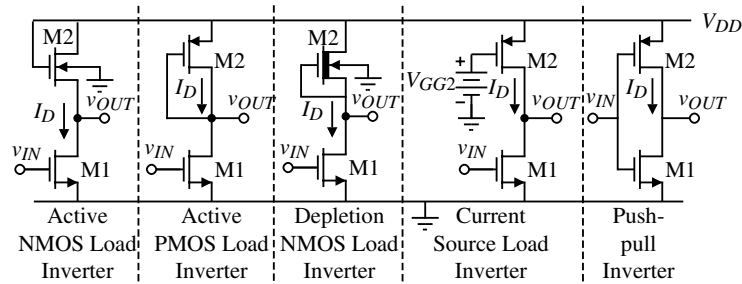 V_DD
M2
I_D
v_OUT
v_IN
M1
Active
NMOS Load
Inverter
M2
I_D
v_OUT
v_IN
M1
Active
PMOS Load
Inverter
M2
I_D
v_OUT
v_IN
M1
Depletion
NMOS Load
Inverter
+
V_GG2
−
M2
I_D
v_OUT
v_IN
M1
Current
Source Load
Inverter
M2
v_IN
I_D
v_OUT
M1
Push-
pull
Inverter